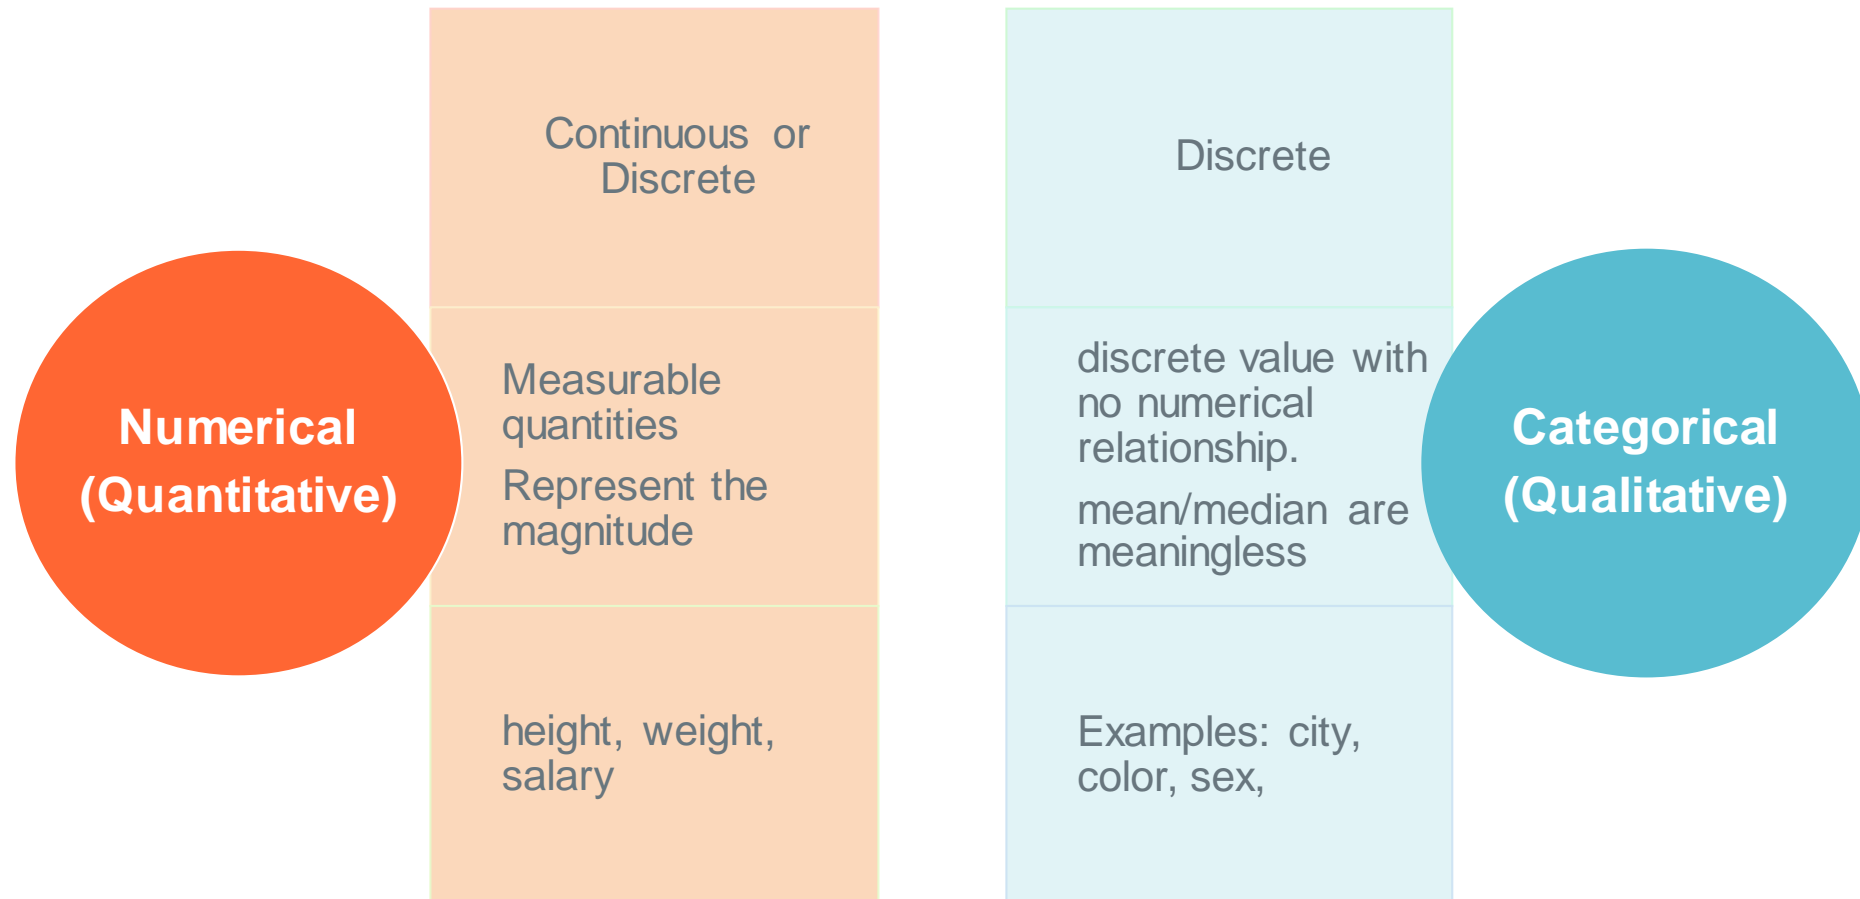 Numerical
(Quantitative)
Continuous or
Discrete
Measurable
quantities
Represent the
magnitude
height, weight,
salary
Discrete
discrete value with
no numerical
relationship.
mean/median are
meaningless
Examples: city,
color, sex,
Categorical
(Qualitative)